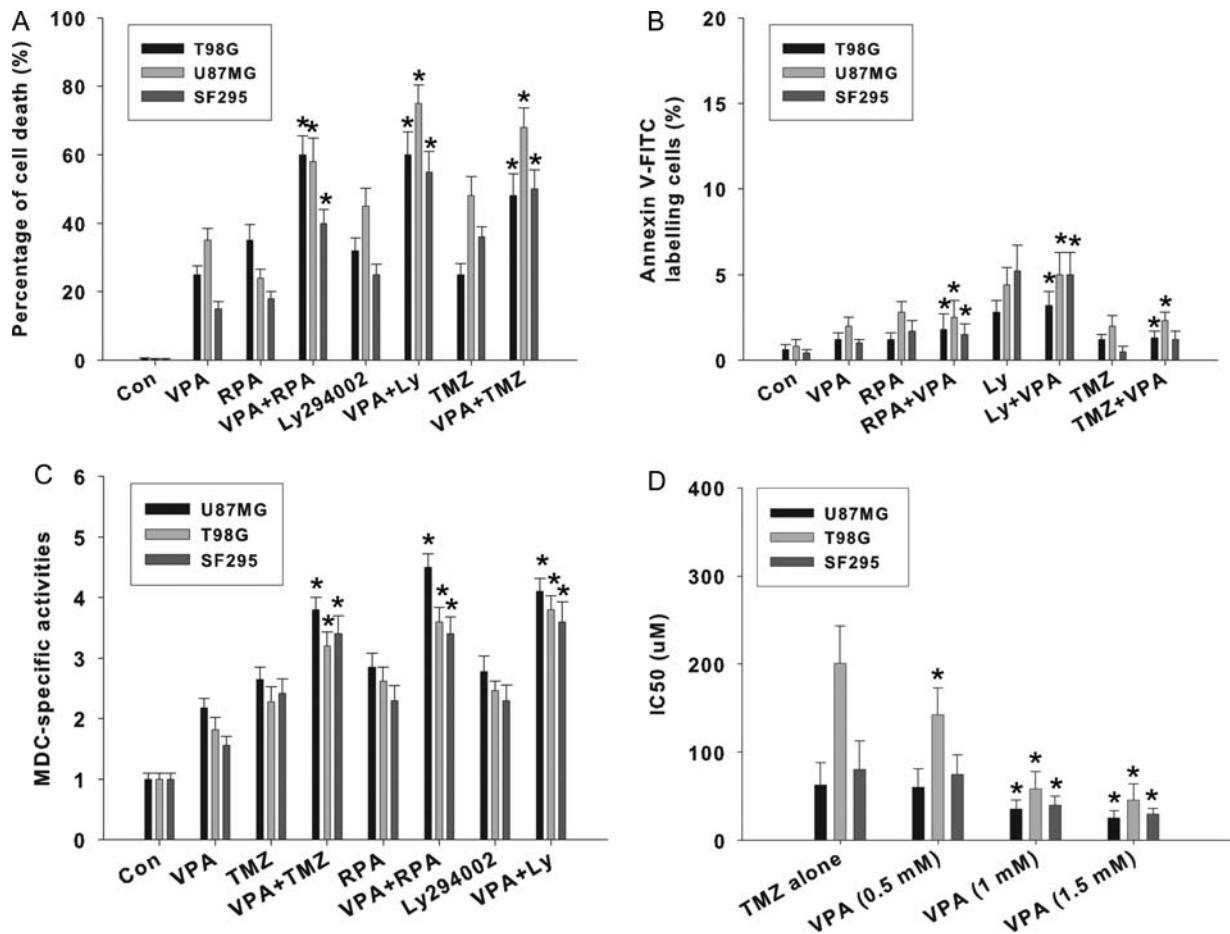 A
Percentage of cell death (%)
100
80
60
40
20
0
T98G
U87MG
SF295
* * *
* * *
* * *
Con
VPA
RPA
VPA+RPA
Ly294002
VPA+Ly
TMZ
VPA+TMZ
B
Annexin V-FITC
labelling cells (%)
20
15
10
5
0
T98G
U87MG
SF295
* * *
* * *
* *
Con
VPA
RPA
RPA+VPA
Ly
Ly+VPA
TMZ
TMZ+VPA
C
MDC-specific activities
6
5
4
3
2
1
0
U87MG
T98G
SF295
* * *
* * *
* * *
Con
VPA
TMZ
VPA+TMZ
RPA
VPA+RPA
Ly294002
VPA+Ly
D
IC50 (uM)
400
300
200
100
0
U87MG
T98G
SF295
*
* * *
* * *
TMZ alone
VPA (0.5 mM)
VPA (1 mM)
VPA (1.5 mM)